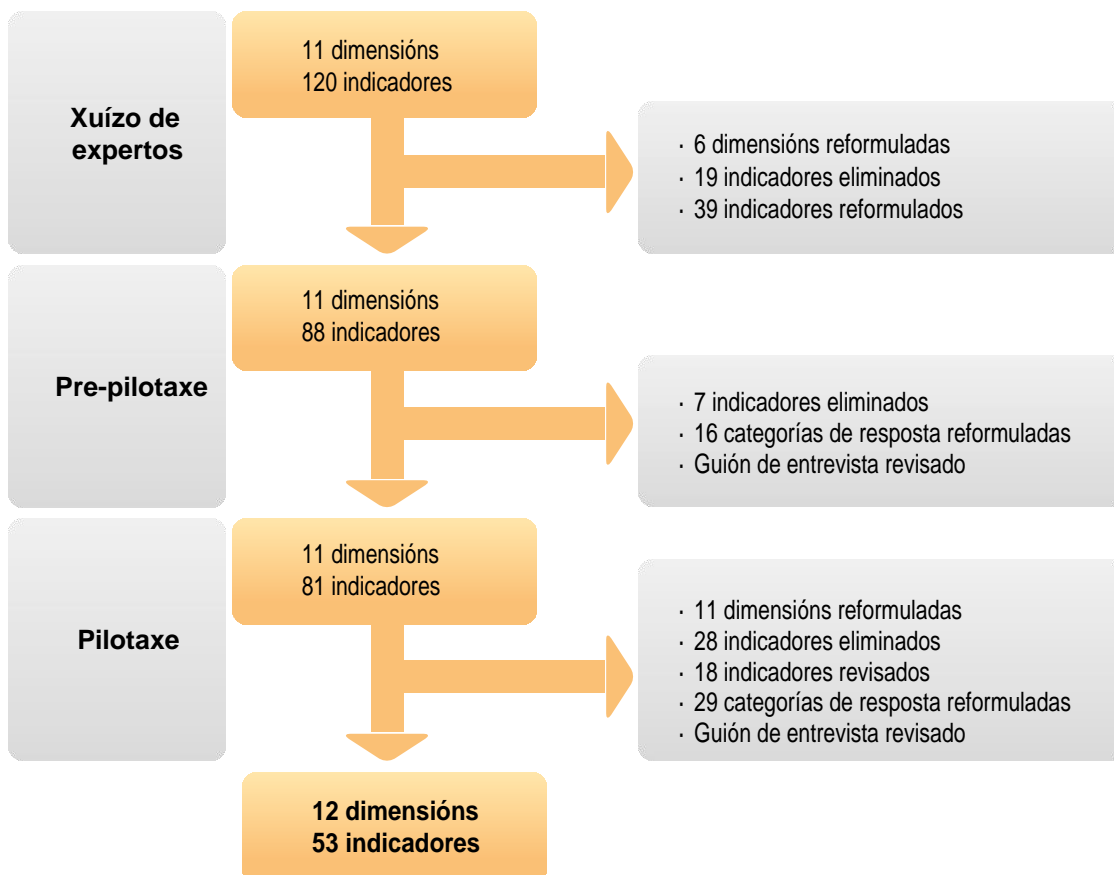 11 dimensións
120 indicadores
Xuízo de
expertos
· 6 dimensións reformuladas
· 19 indicadores eliminados
· 39 indicadores reformulados
11 dimensións
88 indicadores
Pre-pilotaxe
· 7 indicadores eliminados
· 16 categorías de resposta reformuladas
· Guión de entrevista revisado
11 dimensións
81 indicadores
Pilotaxe
· 11 dimensións reformuladas
· 28 indicadores eliminados
· 18 indicadores revisados
· 29 categorías de resposta reformuladas
· Guión de entrevista revisado
12 dimensións
53 indicadores